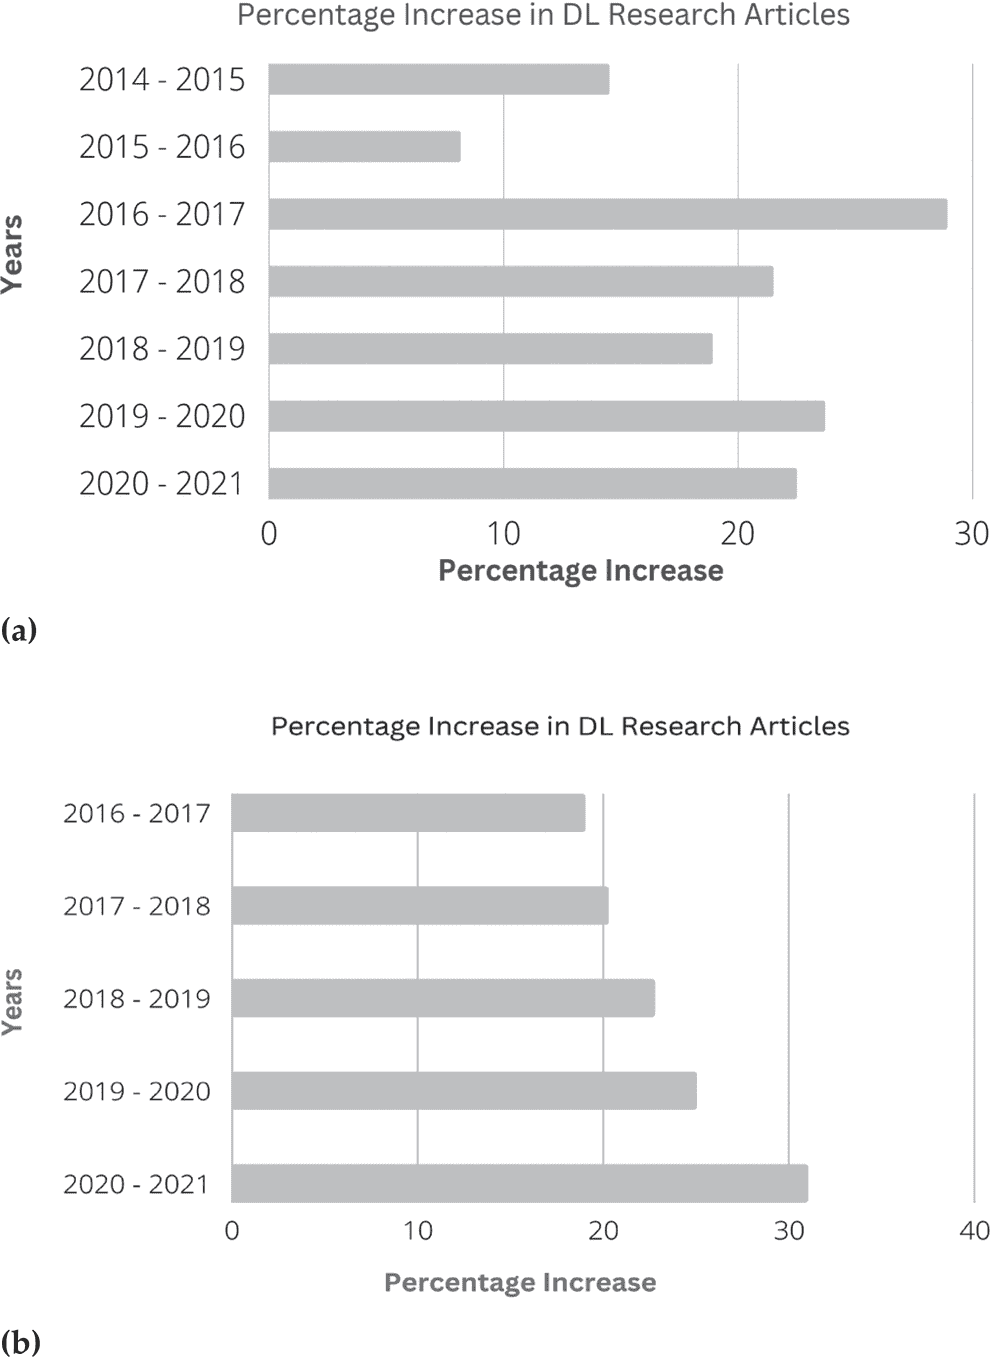 Percentage Increase in DL Research Articles
2014 - 2015
2015 - 2016
2016 - 2017
2017 - 2018
2018 - 2019
2019 - 2020
2020 - 2021
Years
0 10 20 30
Percentage Increase
(a)
Percentage Increase in DL Research Articles
2016 - 2017
2017 - 2018
2018 - 2019
2019 - 2020
2020 - 2021
Years
0 10 20 30 40
Percentage Increase
(b)